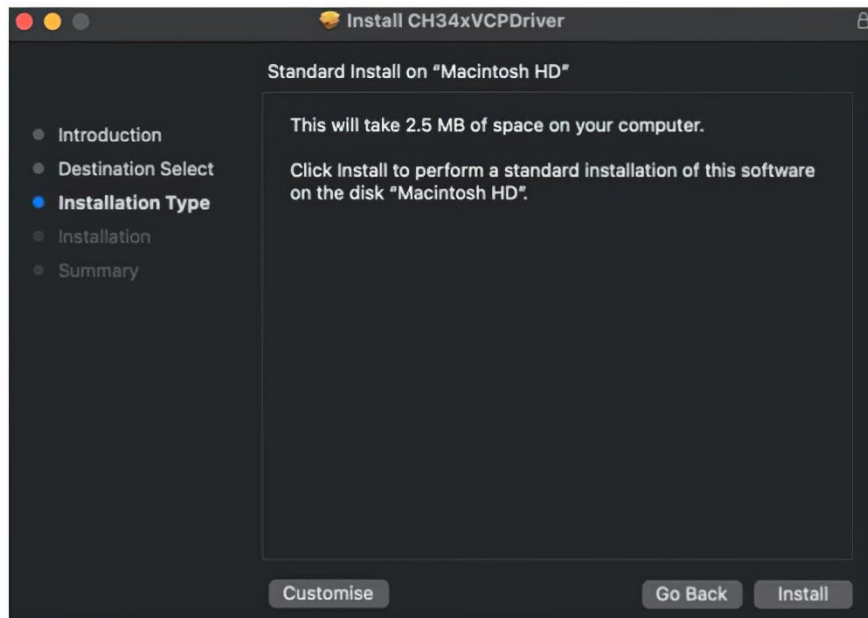 Install CH34xVCPDriver
Standard Install on “Macintosh HD”
Introduction
Destination Select
Installation Type
Installation
Summary
This will take 2.5 MB of space on your computer.
Click Install to perform a standard installation of this software
on the disk “Macintosh HD”.
Customise
Go Back
Install